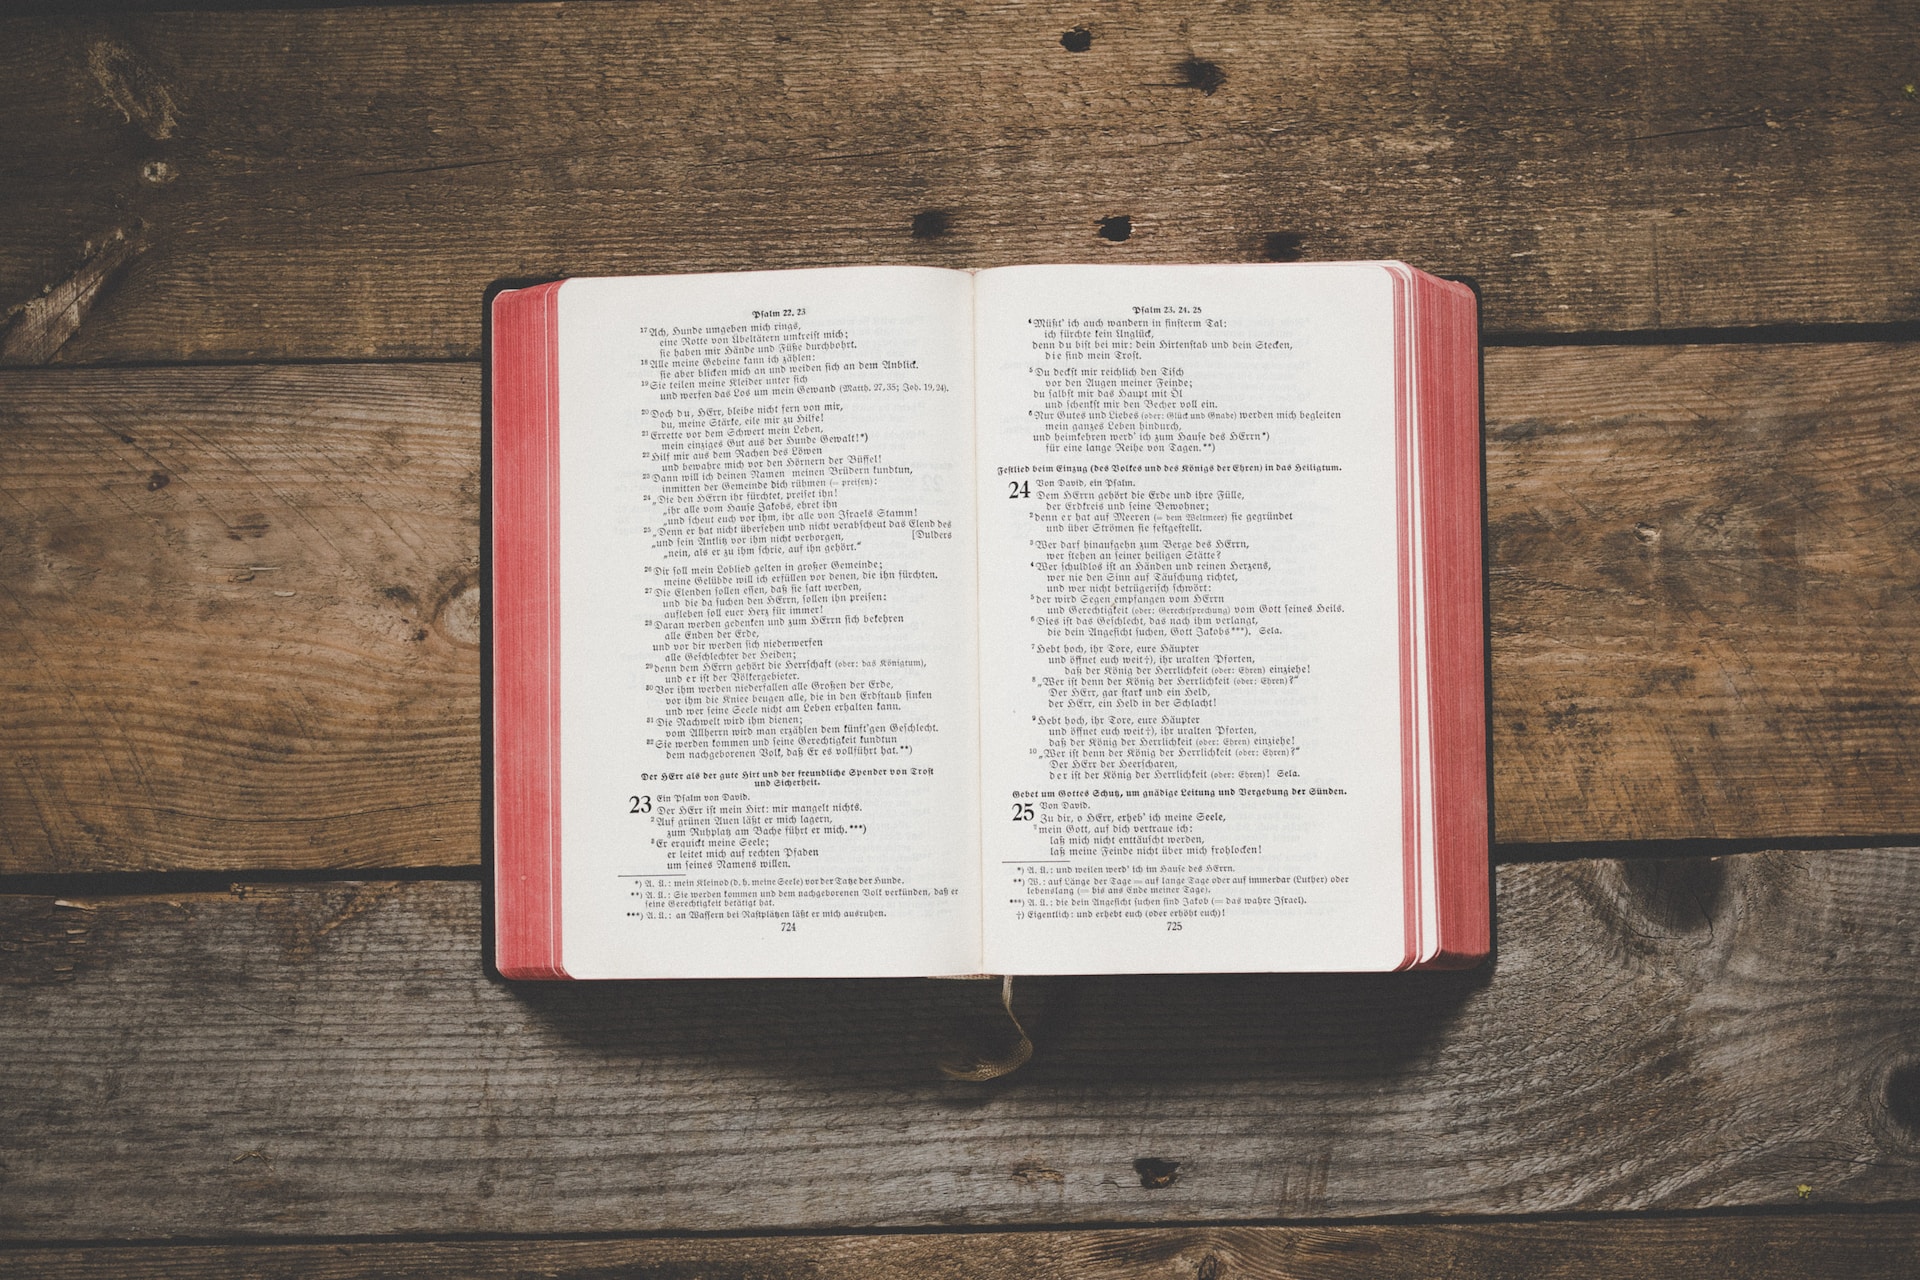 Psalm 22. 23
17 Ach, Hunde umgeben mich rings,
eine Rotte von Übeltätern umkreist mich;
sie haben mir Hände und Füße durchbohrt.
18 Alle meine Gebeine kann ich zählen:
sie aber blicken mich an und weiden sich an dem Anblick.
19 Sie teilen meine Kleider unter sich
und werfen das Los um mein Gewand (Matth. 27, 35; Joh. 19, 24).
20 Doch du, HErr, bleibe nicht fern von mir,
du, meine Stärke, eile mir zu Hilfe!
21 Errette vor dem Schwert mein Leben,
mein einziges Gut aus der Hunde Gewalt!*)
22 Hilf mir aus dem Rachen des Löwen
und bewahre mich vor den Hörnern der Büffel!
23 Dann will ich deinen Namen meinen Brüdern kundtun,
inmitten der Gemeinde dich rühmen (= preisen):
24 „Die den HErrn ihr fürchtet, preiset ihn!
„ihr alle vom Hause Jakobs, ehret ihn
„und scheut euch vor ihm, ihr alle von Israels Stamm!
25 „Denn er hat nicht übersehen und nicht verabscheut das Elend des
„und sein Antlitz vor ihm nicht verborgen, [Dulders
„nein, als er zu ihm schrie, auf ihn gehört.“
26 Dir soll mein Loblied gelten in großer Gemeinde;
meine Gelübde will ich erfüllen vor denen, die ihn fürchten.
27 Die Elenden sollen essen, daß sie satt werden,
und die da suchen den HErrn, sollen ihn preisen:
aufleben soll euer Herz für immer!
28 Daran werden gedenken und zum HErrn sich bekehren
alle Enden der Erde,
und vor dir werden sich niederwerfen
alle Geschlechter der Heiden;
29 denn dem HErrn gehört die Herrschaft (oder: das Königtum),
und er ist der Völkergebieter.
30 Vor ihm werden niederfallen alle Großen der Erde,
vor ihm die Kniee beugen alle, die in den Erdstaub sinken
und wer seine Seele nicht am Leben erhalten kann.
31 Die Nachwelt wird ihm dienen;
vom Allherrn wird man erzählen dem künft'gen Geschlecht.
32 Sie werden kommen und seine Gerechtigkeit kundtun
dem nachgeborenen Volk, daß Er es vollführt hat.**)
Der HErr als der gute Hirt und der freundliche Spender von Trost
und Sicherheit.
23 Ein Psalm von David.
Der HErr ist mein Hirt: mir mangelt nichts.
2 Auf grünen Auen läßt er mich lagern,
zum Ruhplatz am Bache führt er mich.***)
3 Er erquickt meine Seele;
er leitet mich auf rechten Pfaden
um seines Namens willen.
*) A. Ü.: mein Kleinod (d. h. meine Seele) vor der Tatze der Hunde.
**) A. Ü.: Sie werden kommen und dem nachgeborenen Volk verkünden, daß er
seine Gerechtigkeit betätigt hat.
***) A. Ü.: an Wassern bei Rastplätzen läßt er mich ausruhen.
724
Psalm 23. 24. 25
4 Müßt' ich auch wandern in finsterm Tal:
ich fürchte kein Unglück,
denn du bist bei mir: dein Hirtenstab und dein Stecken,
die sind mein Trost.
5 Du deckst mir reichlich den Tisch
vor den Augen meiner Feinde;
du salbst mir das Haupt mit Öl
und schenkst mir den Becher voll ein.
6 Nur Gutes und Liebes (oder: Glück und Gnade) werden mich begleiten
mein ganzes Leben hindurch,
und heimkehren werd' ich zum Hause des HErrn*)
für eine lange Reihe von Tagen.**)
Festlied beim Einzug (des Volkes und des Königs der Ehren) in das Heiligtum.
24 Von David, ein Psalm.
Dem HErrn gehört die Erde und ihre Fülle,
der Erdkreis und seine Bewohner;
2 denn er hat auf Meeren (= dem Weltmeer) sie gegründet
und über Strömen sie festgestellt.
3 Wer darf hinaufgehn zum Berge des HErrn,
wer stehen an seiner heiligen Stätte?
4 Wer schuldlos ist an Händen und reinen Herzens,
wer nie den Sinn auf Täuschung richtet,
und wer nicht betrügerisch schwört:
5 der wird Segen empfangen vom HErrn
und Gerechtigkeit (oder: Gerechtsprechung) vom Gott seines Heils.
6 Dies ist das Geschlecht, das nach ihm verlangt,
die dein Angesicht suchen, Gott Jakobs***). Sela.
7 Hebt hoch, ihr Tore, eure Häupter
und öffnet euch weit†), ihr uralten Pforten,
daß der König der Herrlichkeit (oder: Ehren) einziehe!
8 „Wer ist denn der König der Herrlichkeit (oder: Ehren)?“
Der HErr, gar stark und ein Held,
der HErr, ein Held in der Schlacht!
9 Hebt hoch, ihr Tore, eure Häupter
und öffnet euch weit†), ihr uralten Pforten,
daß der König der Herrlichkeit (oder: Ehren) einziehe!
10 „Wer ist denn der König der Herrlichkeit (oder: Ehren)?“
Der HErr der Heerscharen,
der ist der König der Herrlichkeit (oder: Ehren)! Sela.
Gebet um Gottes Schutz, um gnädige Leitung und Vergebung der Sünden.
25 Von David.
Zu dir, o HErr, erheb' ich meine Seele,
2 mein Gott, auf dich vertraue ich:
laß mich nicht enttäuscht werden,
laß meine Feinde nicht über mich frohlocken!
*) A. Ü.: und weilen werd' ich im Hause des HErrn.
**) W.: auf Länge der Tage = auf lange Tage oder auf immerdar (Luther) oder
lebenslang (= bis ans Ende meiner Tage).
***) A. Ü.: die dein Angesicht suchen sind Jakob (= das wahre Israel).
†) Eigentlich: und erhebt euch (oder erhöht euch)!
725